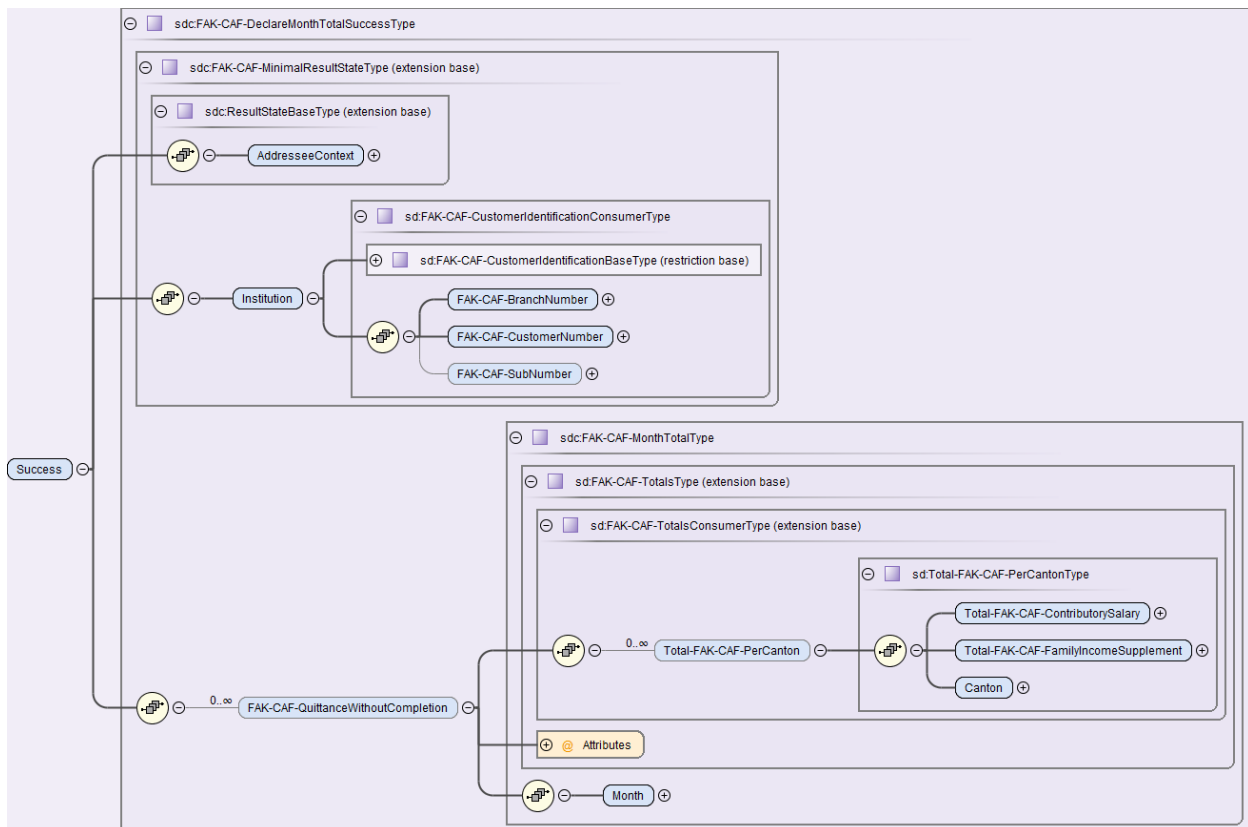 sdc:FAK-CAF-DeclareMonthTotalSuccessType
sdc:FAK-CAF-MinimalResultStateType (extension base)
sdc:ResultStateBaseType (extension base)
AddresseeContext
sd:FAK-CAF-CustomerIdentificationConsumerType
sd:FAK-CAF-CustomerIdentificationBaseType (restriction base)
Institution
FAK-CAF-BranchNumber
FAK-CAF-CustomerNumber
FAK-CAF-SubNumber
Success
sdc:FAK-CAF-MonthTotalType
sd:FAK-CAF-TotalsType (extension base)
sd:FAK-CAF-TotalsConsumerType (extension base)
sd:Total-FAK-CAF-PerCantonType
Total-FAK-CAF-ContributorySalary
0..∞
Total-FAK-CAF-PerCanton
Total-FAK-CAF-FamilyIncomeSupplement
Canton
0..∞
FAK-CAF-QuittanceWithoutCompletion
@ Attributes
Month